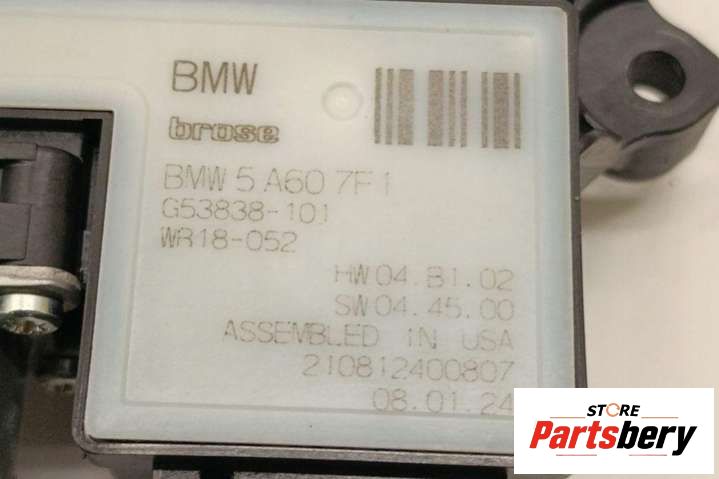 BMW
brose
BMW 5 A60 7F1
G53838-101
WR18-052
HW 04.B1.02
SW 04.45.00
ASSEMBLED IN USA
210812400807
08.01.24
STORE
Partsbery